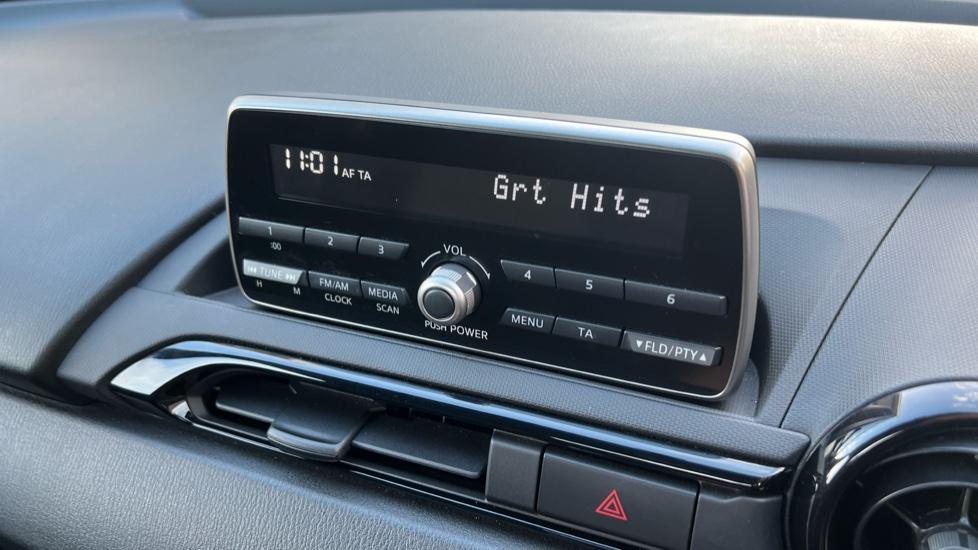 11:01 AF TA
Grt Hits
1 2 3
:00
VOL
4 5 6
TUNE
H M
FM/AM
CLOCK
MEDIA
SCAN
PUSH POWER
MENU TA ▼FLD/PTY▲